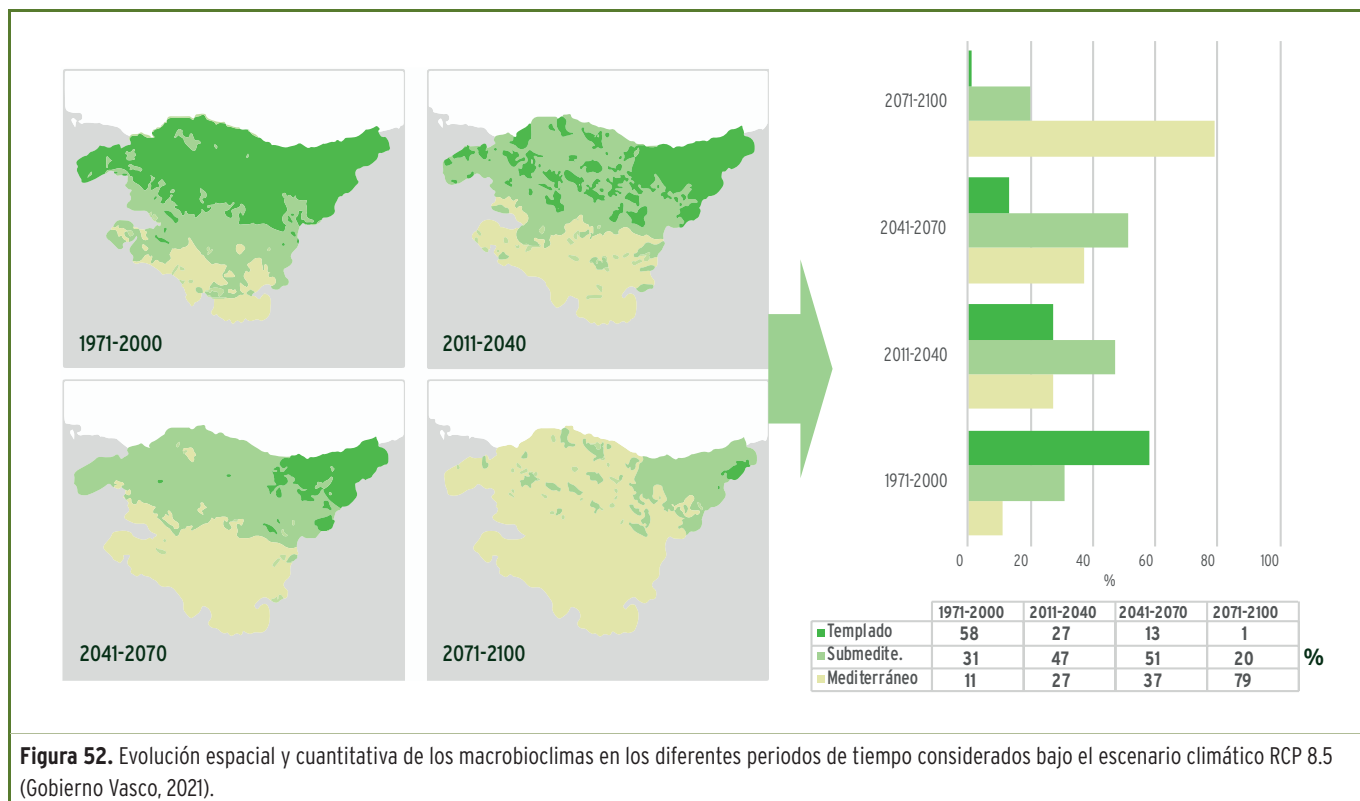 1971-2000
2011-2040
2041-2070
2071-2100
2071-2100
2041-2070
2011-2040
1971-2000
0 20 40 60 80 100
%
1971-2000 2011-2040 2041-2070 2071-2100
Templado 58 27 13 1
Submedite. 31 47 51 20
Mediterráneo 11 27 37 79
%
Figura 52. Evolución espacial y cuantitativa de los macrobioclimas en los diferentes periodos de tiempo considerados bajo el escenario climático RCP 8.5
(Gobierno Vasco, 2021).